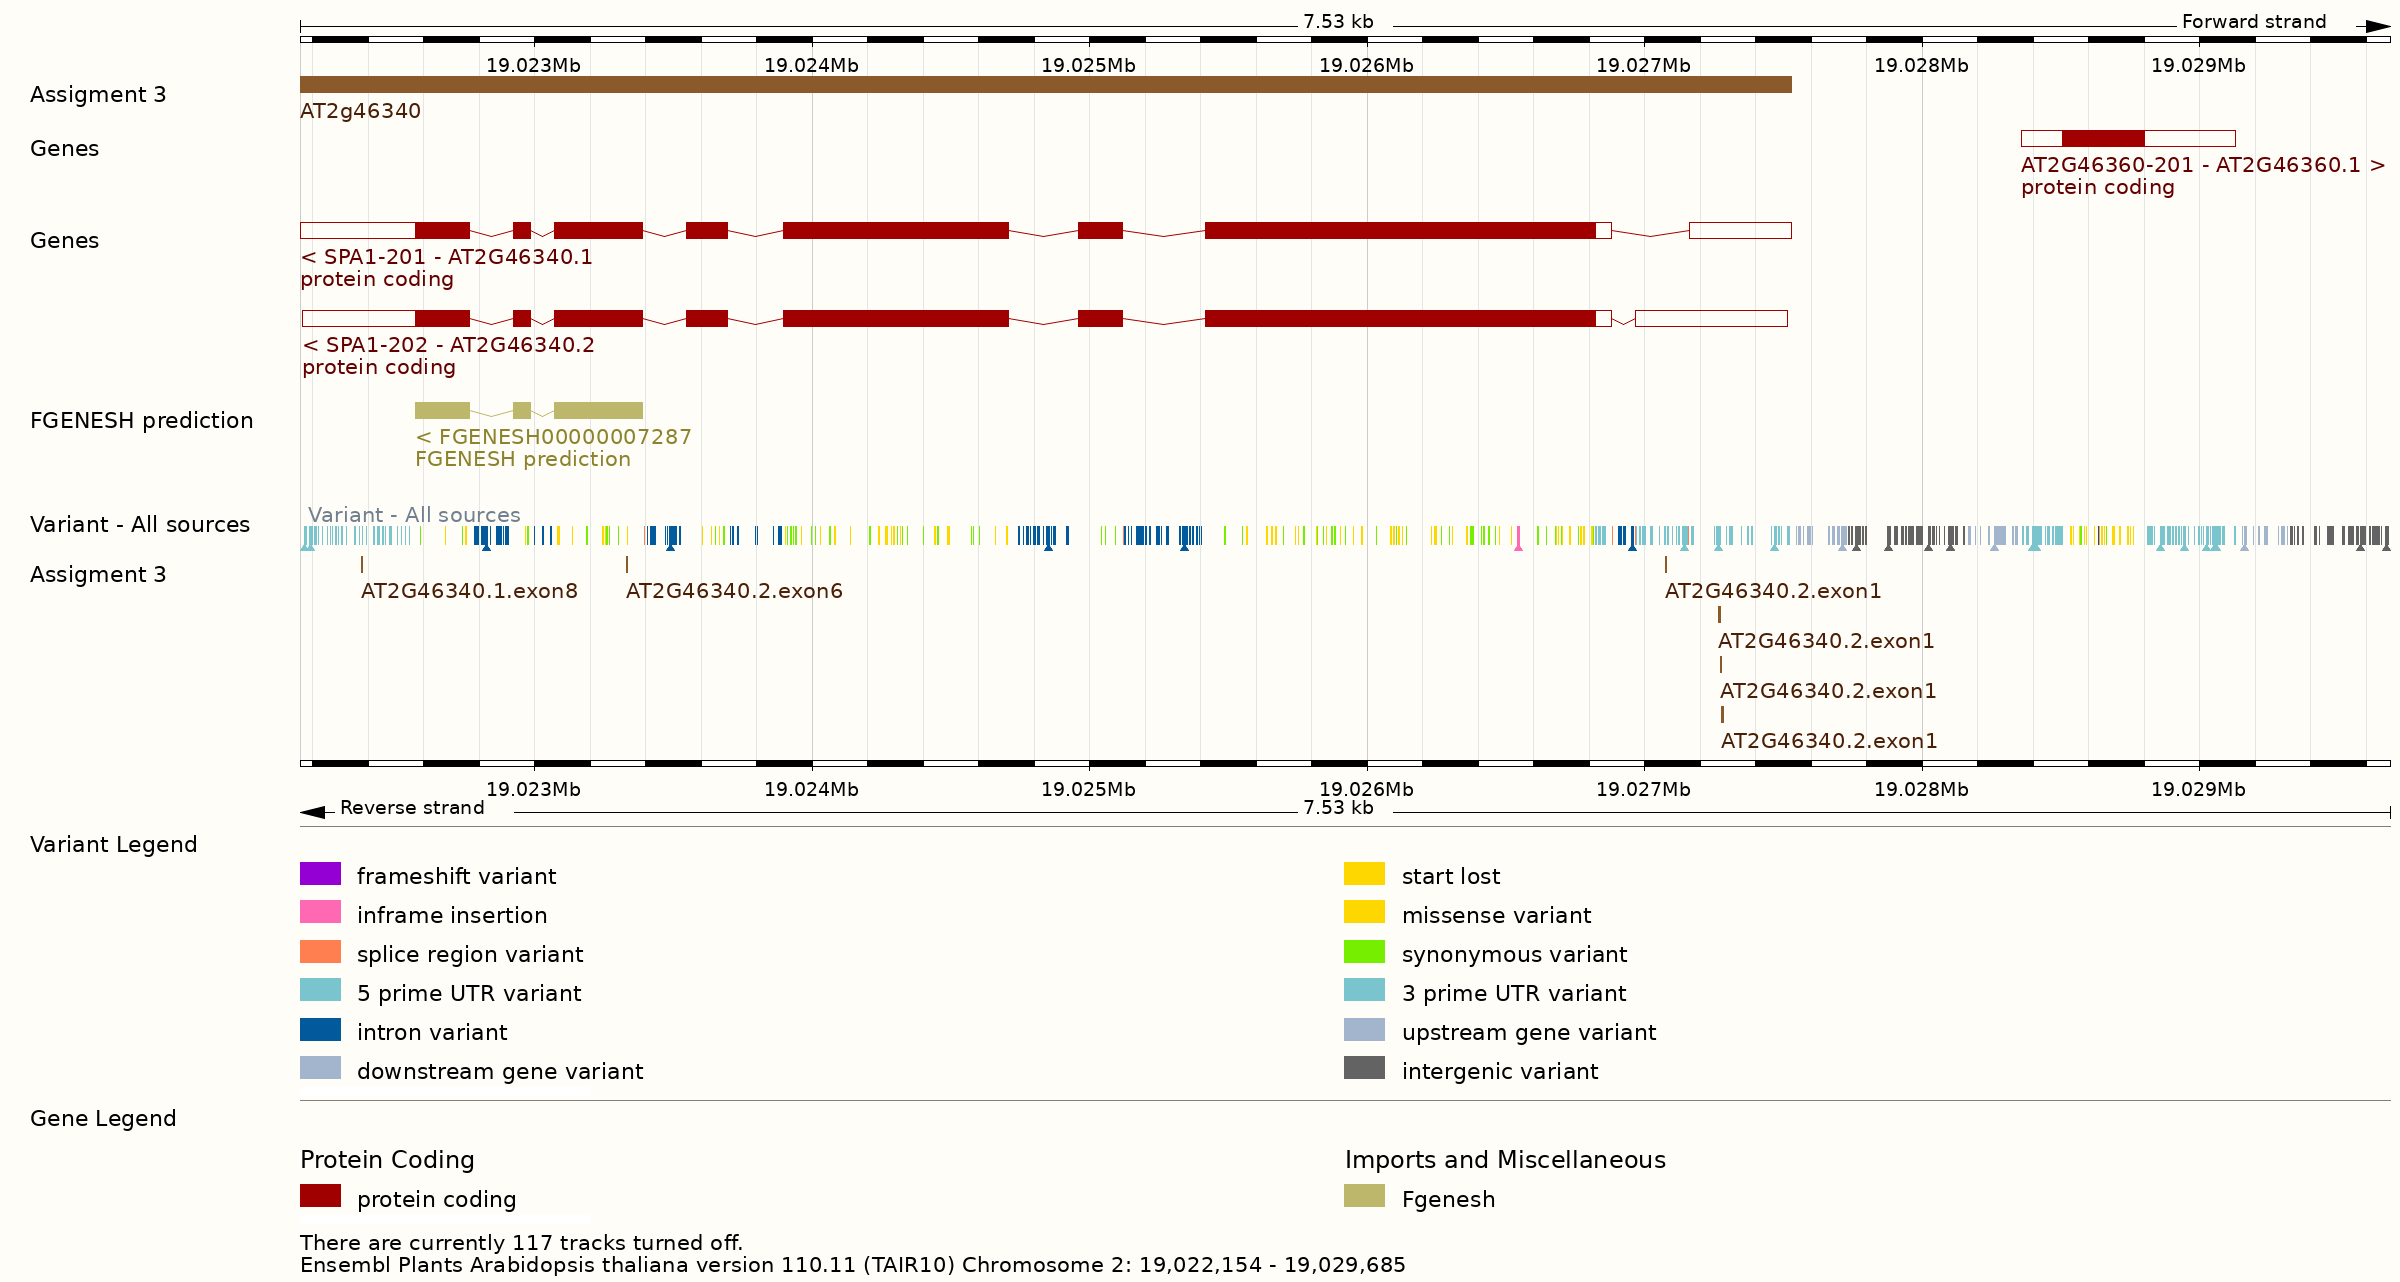 7.53 kb Forward strand
19.023Mb 19.024Mb 19.025Mb 19.026Mb 19.027Mb 19.028Mb 19.029Mb
Assigment 3
AT2g46340
Genes
AT2G46360-201 - AT2G46360.1 >
protein coding
Genes
< SPA1-201 - AT2G46340.1
protein coding
< SPA1-202 - AT2G46340.2
protein coding
FGENESH prediction
< FGENESH00000007287
FGENESH prediction
Variant - All sources
Variant - All sources
Assigment 3
AT2G46340.1.exon8 AT2G46340.2.exon6 AT2G46340.2.exon1
AT2G46340.2.exon1
AT2G46340.2.exon1
AT2G46340.2.exon1
19.023Mb 19.024Mb 19.025Mb 19.026Mb 19.027Mb 19.028Mb 19.029Mb
Reverse strand 7.53 kb
Variant Legend
frameshift variant start lost
inframe insertion missense variant
splice region variant synonymous variant
5 prime UTR variant 3 prime UTR variant
intron variant upstream gene variant
downstream gene variant intergenic variant
Gene Legend
Protein Coding Imports and Miscellaneous
protein coding Fgenesh
There are currently 117 tracks turned off.
Ensembl Plants Arabidopsis thaliana version 110.11 (TAIR10) Chromosome 2: 19,022,154 - 19,029,685